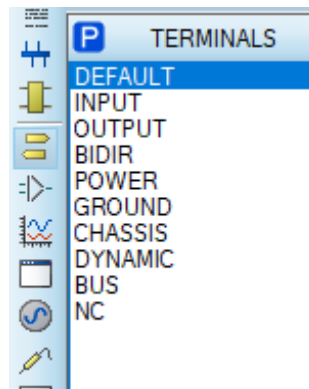 P TERMINALS
DEFAULT
INPUT
OUTPUT
BIDIR
POWER
GROUND
CHASSIS
DYNAMIC
BUS
NC